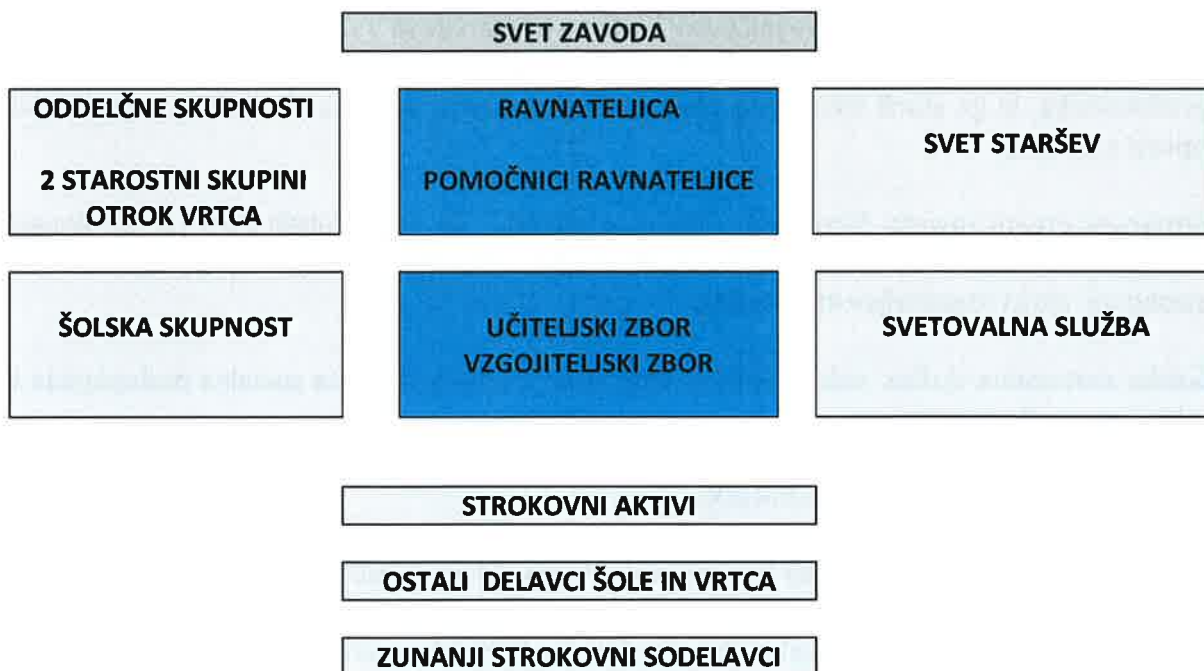 SVET ZAVODA
ODDELČNE SKUPNOSTI
2 STAROSTNI SKUPINI
OTROK VRTCA
RAVNATELJICA
POMOČNICI RAVNATELJICE
SVET STARŠEV
ŠOLSKA SKUPNOST
UČITELJSKI ZBOR
VZGOJITELJSKI ZBOR
SVETOVALNA SLUŽBA
STROKOVNI AKTIVI
OSTALI DELAVCI ŠOLE IN VRTCA
ZUNANJI STROKOVNI SODELAVCI